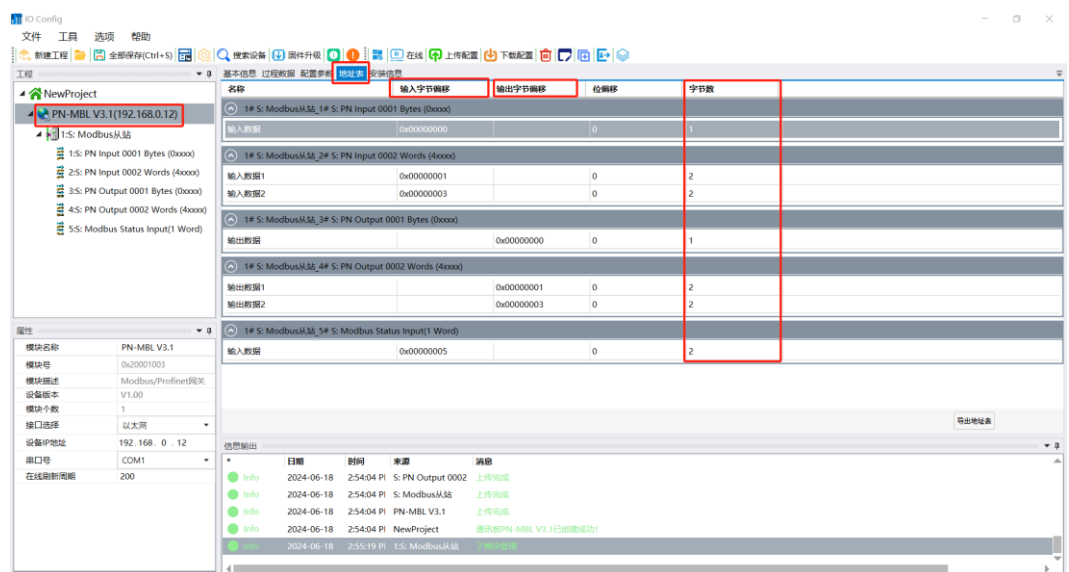 IO Config
文件 工具 选项 帮助
新建工程 全部保存(Ctrl+S) 搜索设备 固件升级 在线 上传配置 下载配置
工程
NewProject
PN-MBL V3.1(192.168.0.12)
1:S: Modbus从站
1:S: PN Input 0001 Bytes (0xxxx)
2:S: PN Input 0002 Words (4xxxx)
3:S: PN Output 0001 Bytes (0xxxx)
4:S: PN Output 0002 Words (4xxxx)
5:S: Modbus Status Input(1 Word)
基本信息 过程数据 配置参数 地址表 安装信息
名称 输入字节偏移 输出字节偏移 位偏移 字节数
1# S: Modbus从站_1# S: PN Input 0001 Bytes (0xxxx)
输入数据 0x00000000 0 1
1# S: Modbus从站_2# S: PN Input 0002 Words (4xxxx)
输入数据1 0x00000001 0 2
输入数据2 0x00000003 0 2
1# S: Modbus从站_3# S: PN Output 0001 Bytes (0xxxx)
输出数据 0x00000000 0 1
1# S: Modbus从站_4# S: PN Output 0002 Words (4xxxx)
输出数据1 0x00000001 0 2
输出数据2 0x00000003 0 2
1# S: Modbus从站_5# S: Modbus Status Input(1 Word)
输入数据 0x00000005 0 2
导出地址表
属性
模块名称 PN-MBL V3.1
模块号 0x20001003
模块描述 Modbus/Profinet网关
设备版本 V1.00
模块个数 1
接口选择 以太网
设备IP地址 192.168. 0 .12
串口号 COM1
在线刷新周期 200
信息输出
* 日期 时间 来源 消息
Info 2024-06-18 2:54:04 PI S: PN Output 0002 上传完成
Info 2024-06-18 2:54:04 PI S: Modbus从站 上传完成
Info 2024-06-18 2:54:04 PI PN-MBL V3.1 上传完成
Info 2024-06-18 2:54:04 PI NewProject 通讯板PN-MBL V3.1已创建成功!
Info 2024-06-18 2:55:19 PI 1:S: Modbus从站 子模块管理